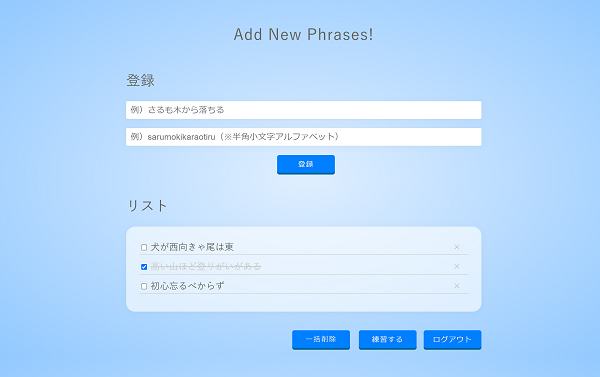 Add New Phrases!
登録
例）さるも木から落ちる
例）sarumokikaraotiru（※半角小文字アルファベット）
登録
リスト
犬が西向きゃ尾は東 ×
高い山ほど登りがいがある ×
初心忘るべからず ×
一括削除 練習する ログアウト